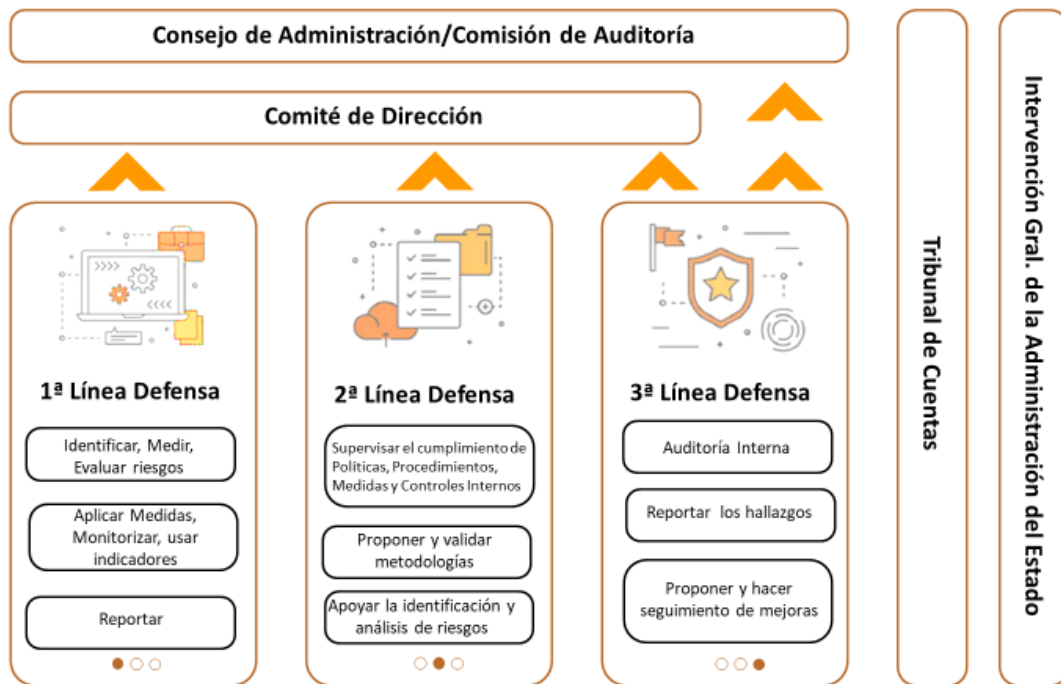 Consejo de Administración/Comisión de Auditoría
Comité de Dirección
1ª Línea Defensa
Identificar, Medir,
Evaluar riesgos
Aplicar Medidas,
Monitorizar, usar
indicadores
Reportar
2ª Línea Defensa
Supervisar el cumplimiento de
Políticas, Procedimientos,
Medidas y Controles Internos
Proponer y validar
metodologías
Apoyar la identificación y
análisis de riesgos
3ª Línea Defensa
Auditoría Interna
Reportar los hallazgos
Proponer y hacer
seguimiento de mejoras
Tribunal de Cuentas
Intervención Gral. de la Administración del Estado